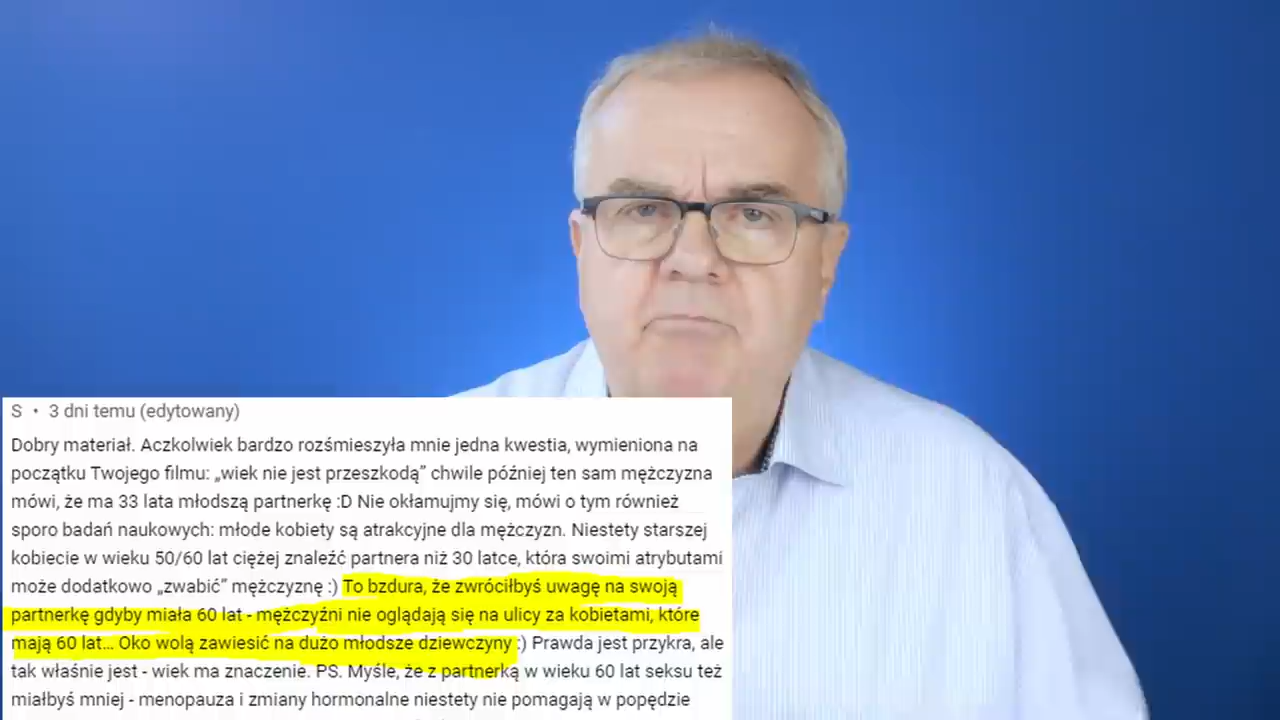 S • 3 dni temu (edytowany)
Dobry materiał. Aczkolwiek bardzo rozśmieszyła mnie jedna kwestia, wymieniona na
początku Twojego filmu: „wiek nie jest przeszkodą” chwile później ten sam mężczyzna
mówi, że ma 33 lata młodszą partnerkę :D Nie okłamujmy się, mówi o tym również
sporo badań naukowych: młode kobiety są atrakcyjne dla mężczyzn. Niestety starszej
kobiecie w wieku 50/60 lat ciężej znaleźć partnera niż 30 latce, która swoimi atrybutami
może dodatkowo „zwabić” mężczyznę :) To bzdura, że zwróciłbyś uwagę na swoją
partnerkę gdyby miała 60 lat - mężczyźni nie oglądają się na ulicy za kobietami, które
mają 60 lat... Oko wolą zawiesić na dużo młodsze dziewczyny :) Prawda jest przykra, ale
tak właśnie jest - wiek ma znaczenie. PS. Myśle, że z partnerką w wieku 60 lat seksu też
miałbyś mniej - menopauza i zmiany hormonalne niestety nie pomagają w popędzie